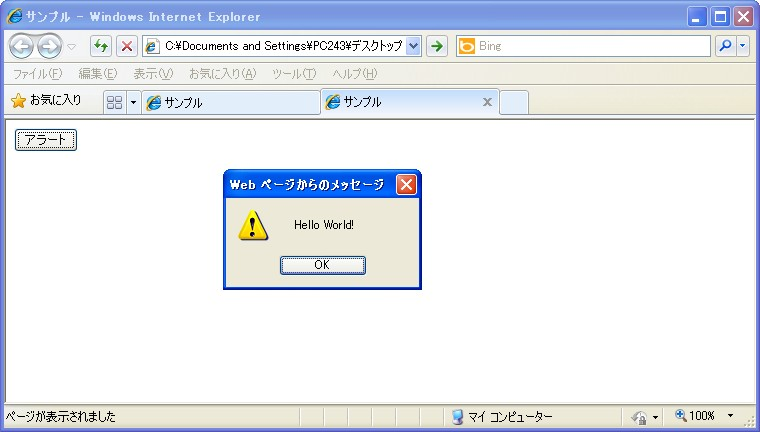 サンプル - Windows Internet Explorer
C:¥Documents and Settings¥PC243¥デスクトップ
Bing
ファイル(F) 編集(E) 表示(V) お気に入り(A) ツール(T) ヘルプ(H)
お気に入り サンプル サンプル
アラート
Web ページからのメッセージ
Hello World!
OK
ページが表示されました マイ コンピューター 100%